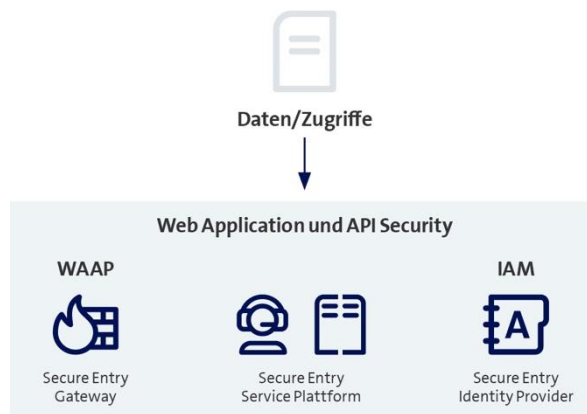 Daten/Zugriffe
Web Application und API Security
WAAP
IAM
A
Secure Entry
Gateway
Secure Entry
Service Plattform
Secure Entry
Identity Provider